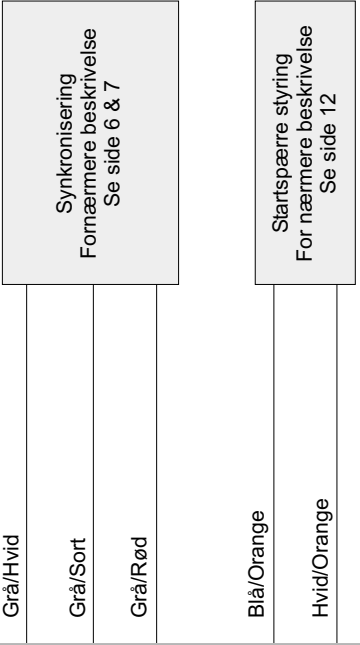 Grå/Hvid
Grå/Sort
Grå/Rød
Synkronisering
Fornærmere beskrivelse
Se side 6 & 7
Blå/Orange
Hvid/Orange
Startspærre styring
For nærmere beskrivelse
Se side 12